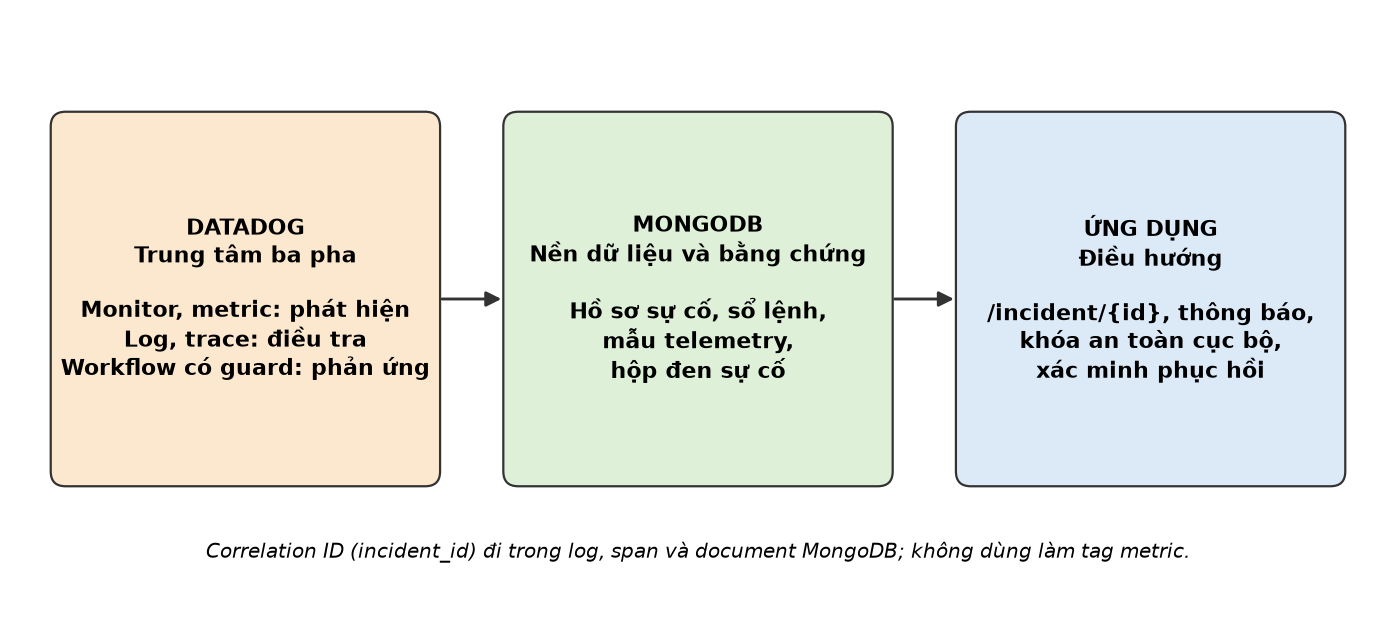 DATADOG
Trung tâm ba pha
Monitor, metric: phát hiện
Log, trace: điều tra
Workflow có guard: phản ứng
MONGODB
Nền dữ liệu và bằng chứng
Hồ sơ sự cố, sổ lệnh,
mẫu telemetry,
hộp đen sự cố
ỨNG DỤNG
Điều hướng
/incident/{id}, thông báo,
khóa an toàn cục bộ,
xác minh phục hồi
Correlation ID (incident_id) đi trong log, span và document MongoDB; không dùng làm tag metric.